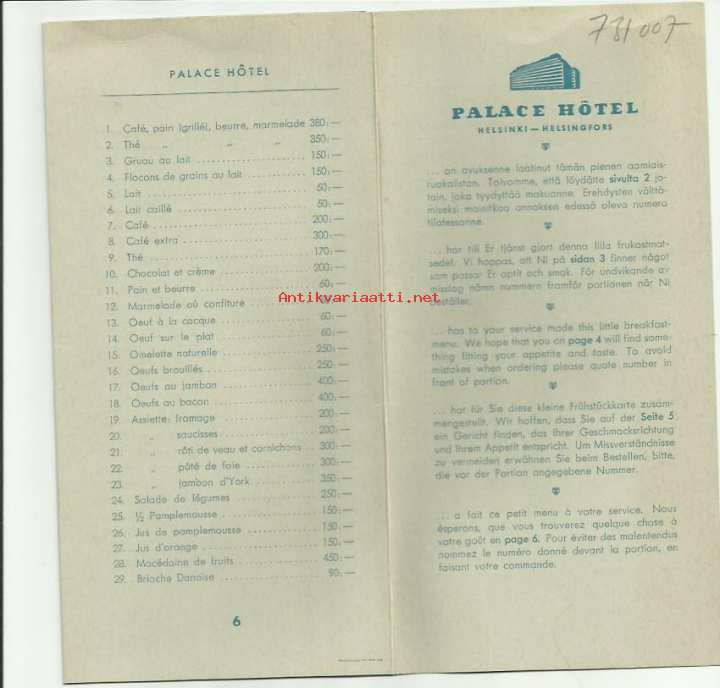 PALACE HÔTEL
1. Café, pain (grillé), beurre, marmelade 380:—
2. Thé „ „ „ 350:—
3. Gruau au lait 150:—
4. Flocons de grains au lait 150:—
5. Lait 50:—
6. Lait caillé 50:—
7. Café 200:—
8. Café extra 300:—
9. Thé 170:—
10. Chocolat et crême 200:—
11. Pain et beurre 60:—
12. Marmelade oû confiture
13. Oeuf à la cocque 60:—
14. Oeuf sur le plat 60:—
15. Omelette naturelle 250:—
16. Oeufs brouillés 250:—
17. Oeufs au jambon 400:—
18. Oeufs au bacon 400:—
19. Assiette: fromage 200:—
20. „ saucisses 200:—
21. „ rôti de veau et cornichons 300:—
22. „ pâté de foie 300:—
23. „ jambon d'York 350:—
24. Salade de légumes 250:—
25. ½ Pamplemousse 150:—
26. Jus de pamplemousse 150:—
27. Jus d'orange 150:—
28. Macédoine de fruits 450:—
29. Brioche Danoise 90:—
6
781007
PALACE HÔTEL
HELSINKI — HELSINGFORS
... on avuksenne laatinut tämän pienen aamiais-
ruokalistan. Toivomme, että löydätte sivulta 2 jo-
tain, joka tyydyttää makuanne. Erehdysten välttä-
miseksi mainitkaa annoksen edessä oleva numero
tilatessanne.
... har till Er tjänst gjort denna lilla frukostmat-
sedel. Vi hoppas, att Ni på sidan 3 finner något
som passar Er aptit och smak. För undvikande av
misstag nämn nummern framför portionen när Ni
beställer.
... has to your service made this little breakfast-
menu. We hope that you on page 4 will find some-
thing fitting your appetite and taste. To avoid
mistakes when ordering please quote number in
front of portion.
... hat für Sie diese kleine Frühstückkarte zusam-
mengestellt. Wir hoffen, dass Sie auf der Seite 5
ein Gericht finden, das Ihrer Geschmacksrichtung
und Ihrem Appetit entspricht. Um Missverständnisse
zu vermeiden erwähnen Sie beim Bestellen, bitte,
die vor der Portion angegebene Nummer.
... a fait ce petit menu à votre service. Nous
ésperons, que vous trouverez quelque chose à
votre goût en page 6. Pour éviter des malentendus
nommez le numéro donné devant la portion, en
faisant votre commande.
Antikvariaatti.net